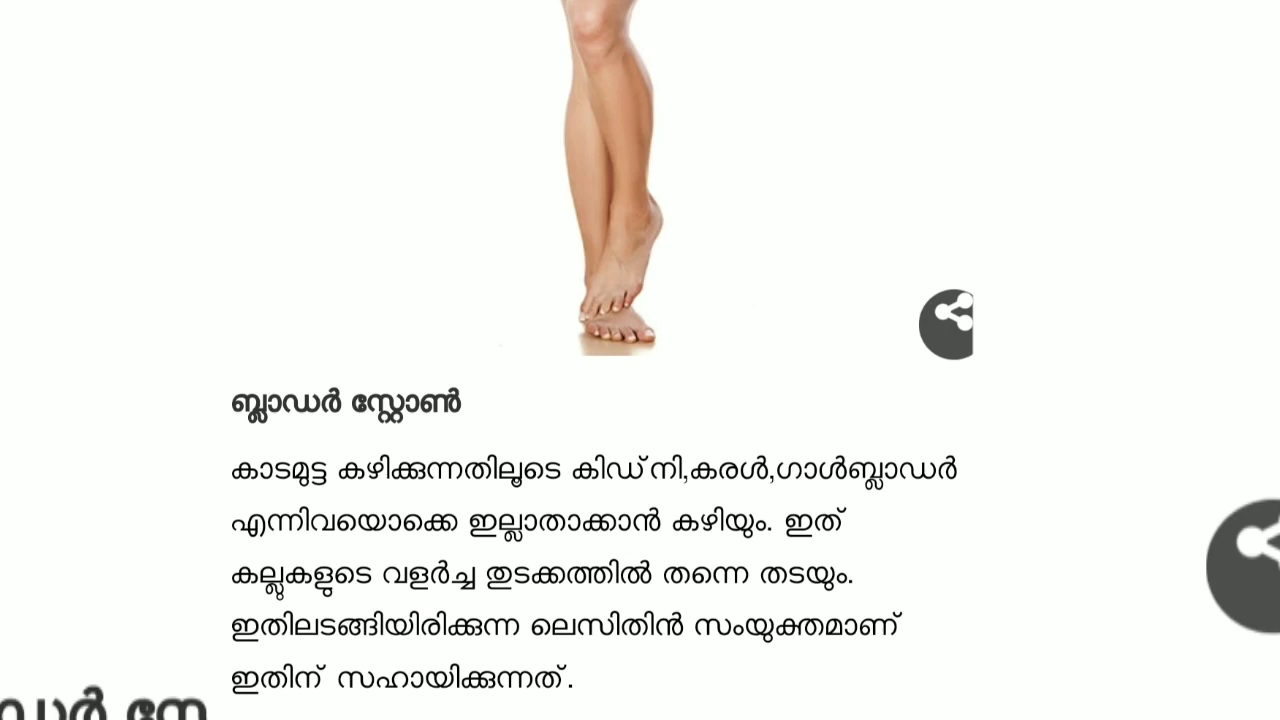 ബ്ലാഡർ സ്റ്റോൺ
കാടമുട്ട കഴിക്കുന്നതിലൂടെ കിഡ്നി,കരൾ,ഗാൾബ്ലാഡർ
എന്നിവയൊക്കെ ഇല്ലാതാക്കാൻ കഴിയും. ഇത്
കല്ലുകളുടെ വളർച്ച തുടക്കത്തിൽ തന്നെ തടയും.
ഇതിലടങ്ങിയിരിക്കുന്ന ലെസിതിൻ സംയുക്തമാണ്
ഇതിന് സഹായിക്കുന്നത്.